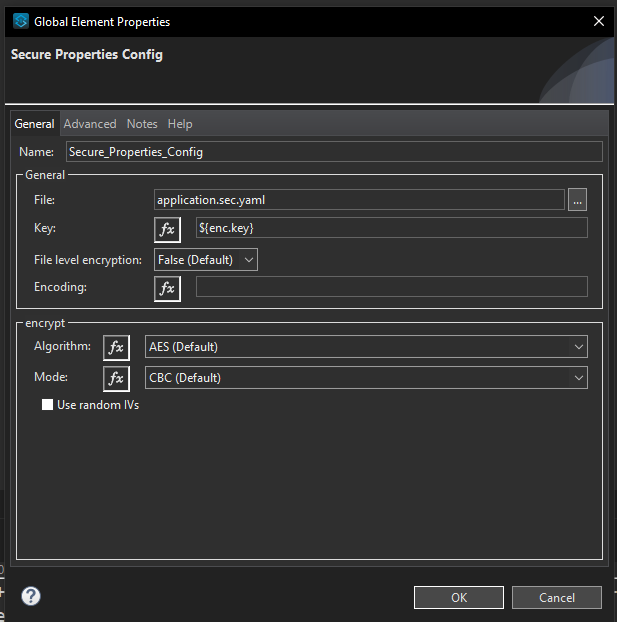 Global Element Properties
Secure Properties Config
General Advanced Notes Help
Name: Secure_Properties_Config
General
File: application.sec.yaml ...
Key: fx ${enc.key}
File level encryption: False (Default)
Encoding: fx
encrypt
Algorithm: fx AES (Default)
Mode: fx CBC (Default)
Use random IVs
? OK Cancel